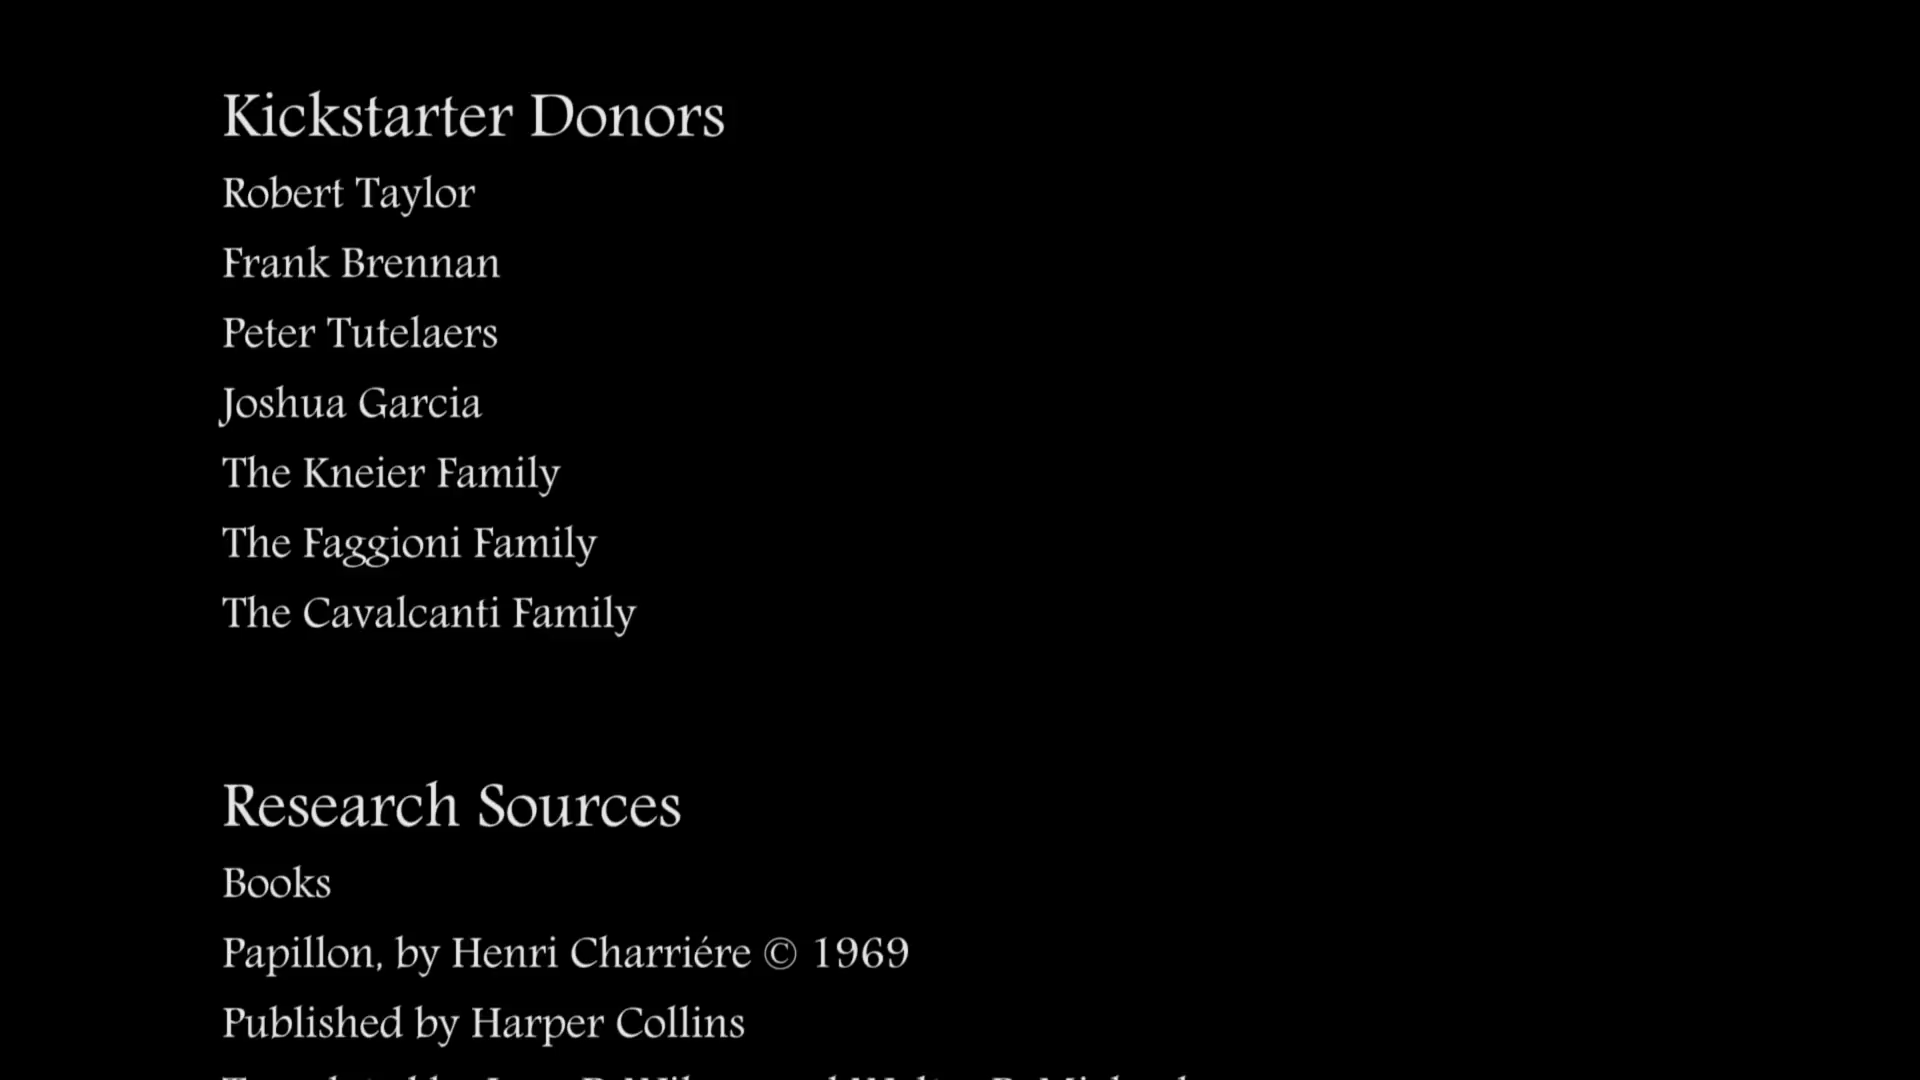 Kickstarter Donors
Robert Taylor
Frank Brennan
Peter Tutelaers
Joshua Garcia
The Kneier Family
The Faggioni Family
The Cavalcanti Family
Research Sources
Books
Papillon, by Henri Charriére © 1969
Published by Harper Collins